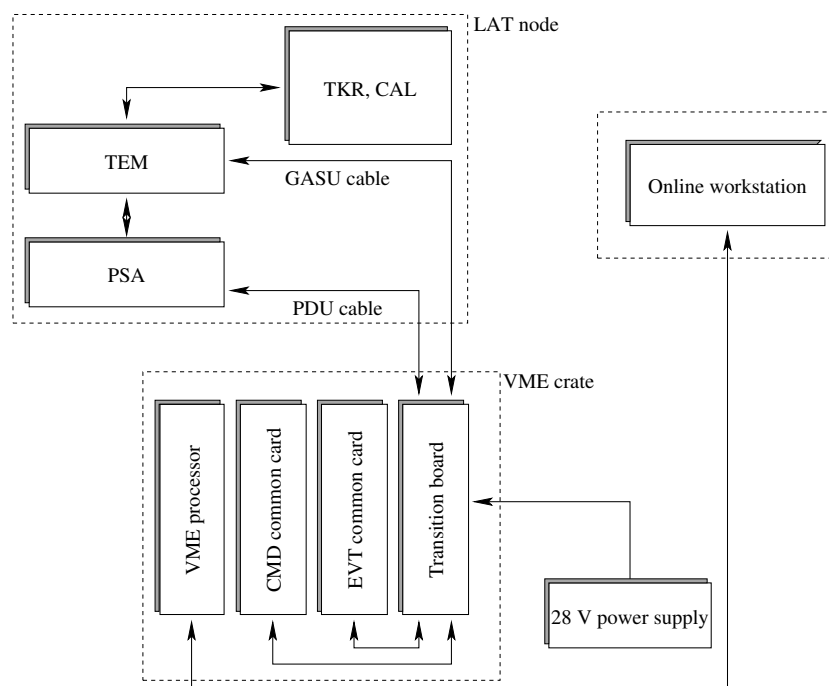 LAT node
TKR, CAL
TEM
GASU cable
Online workstation
PSA
PDU cable
VME crate
VME processor
CMD common card
EVT common card
Transition board
28 V power supply